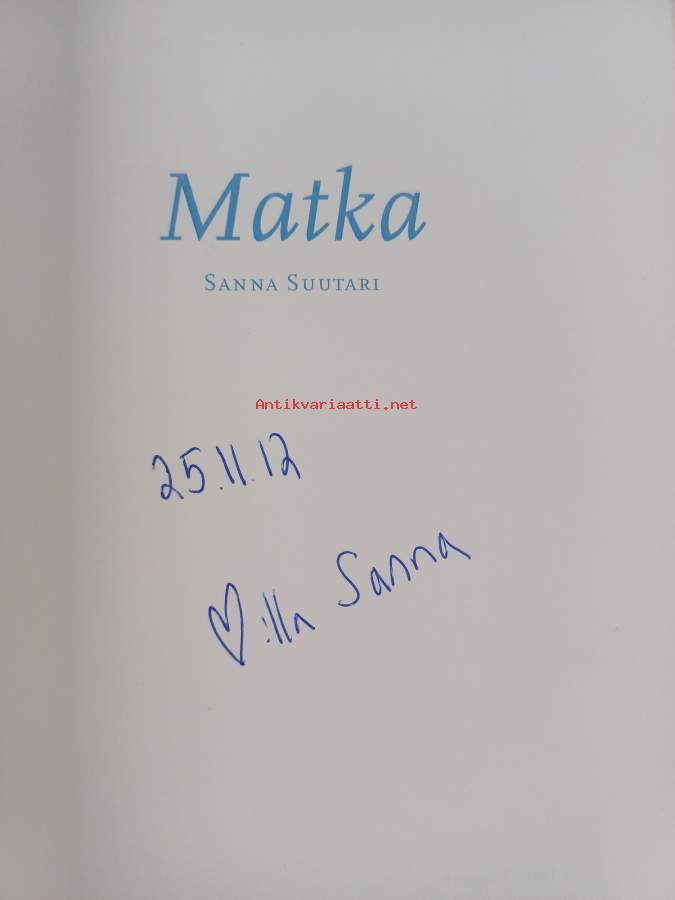 Matka
SANNA SUUTARI
Antikvariaatti.net
25.11.12
♡:lla Sanna